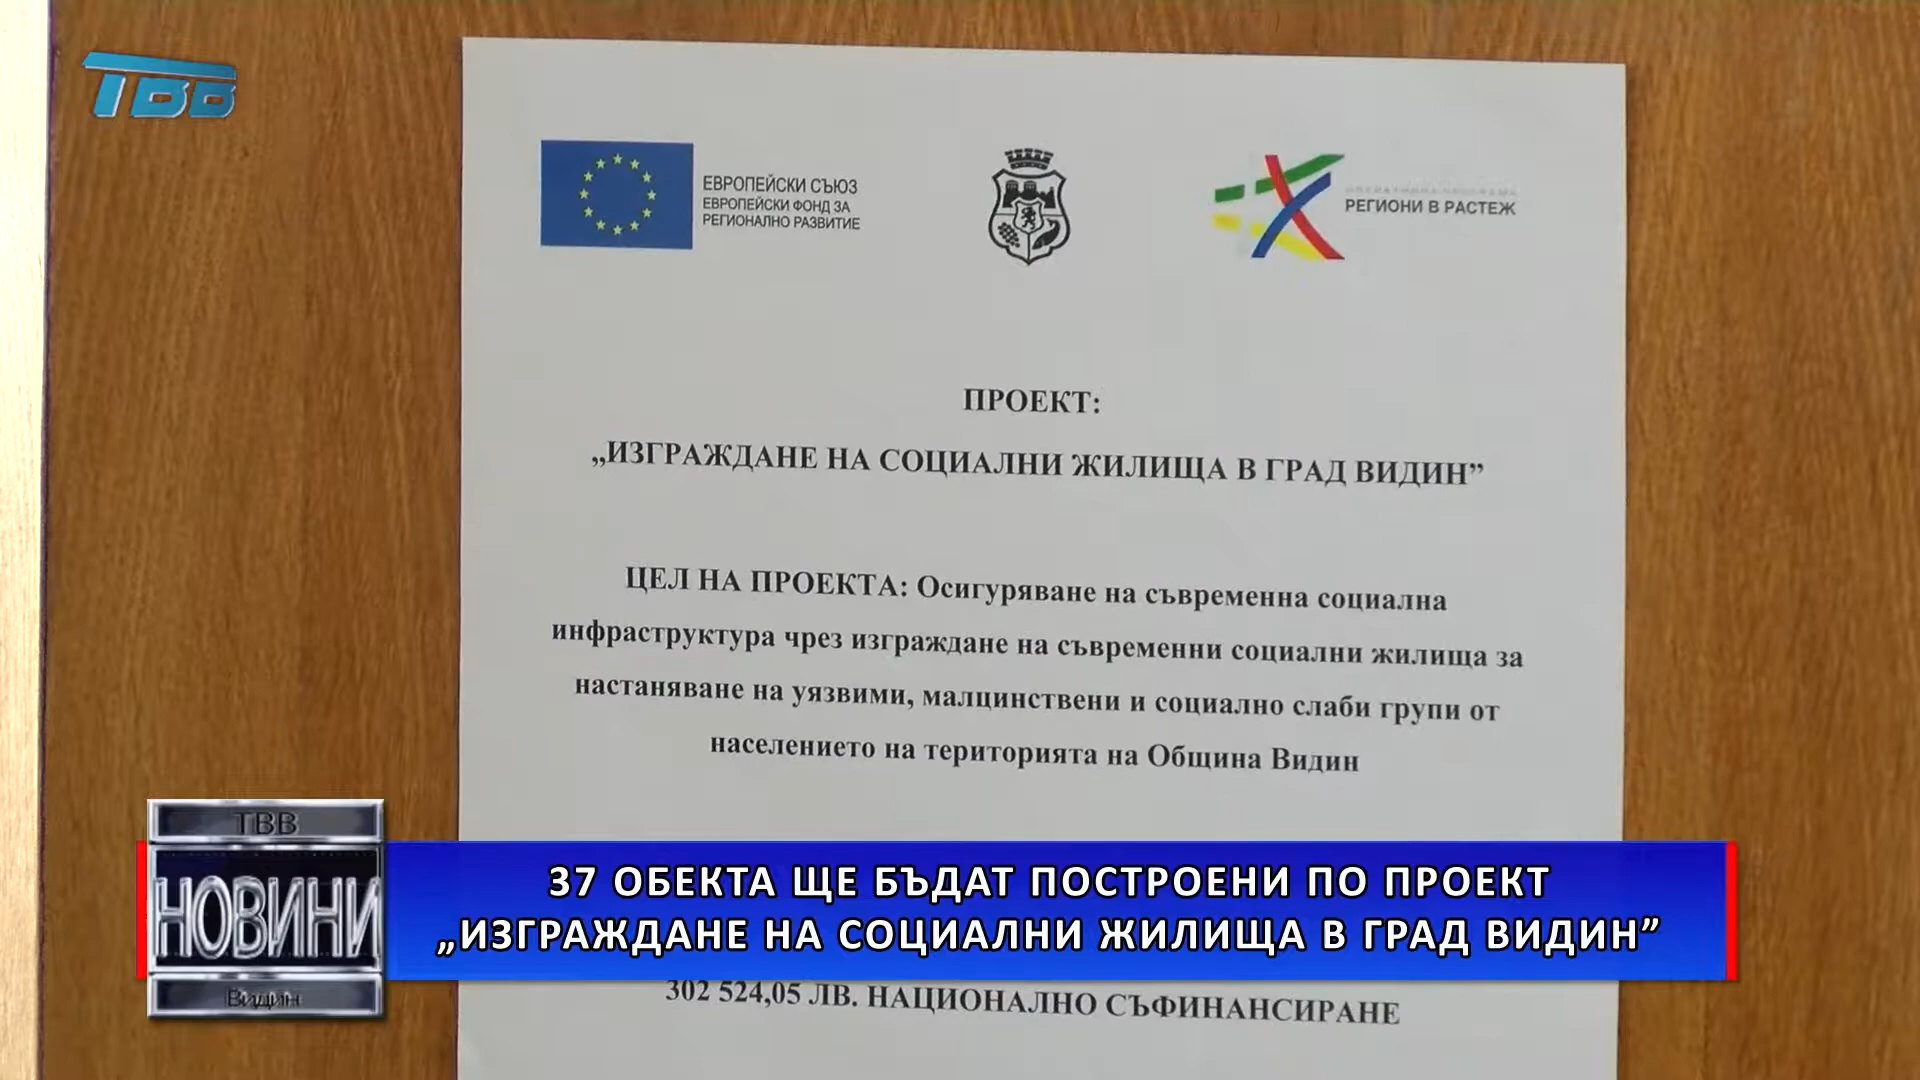 ТВВ
ЕВРОПЕЙСКИ СЪЮЗ
ЕВРОПЕЙСКИ ФОНД ЗА
РЕГИОНАЛНО РАЗВИТИЕ
ОПЕРАТИВНА ПРОГРАМА
РЕГИОНИ В РАСТЕЖ
ПРОЕКТ:
„ИЗГРАЖДАНЕ НА СОЦИАЛНИ ЖИЛИЩА В ГРАД ВИДИН”
ЦЕЛ НА ПРОЕКТА: Осигуряване на съвременна социална
инфраструктура чрез изграждане на съвременни социални жилища за
настаняване на уязвими, малцинствени и социално слаби групи от
населението на територията на Община Видин
ТВВ
НОВИНИ
Видин
37 ОБЕКТА ЩЕ БЪДАТ ПОСТРОЕНИ ПО ПРОЕКТ
„ИЗГРАЖДАНЕ НА СОЦИАЛНИ ЖИЛИЩА В ГРАД ВИДИН”
302 524,05 ЛВ. НАЦИОНАЛНО СЪФИНАНСИРАНЕ